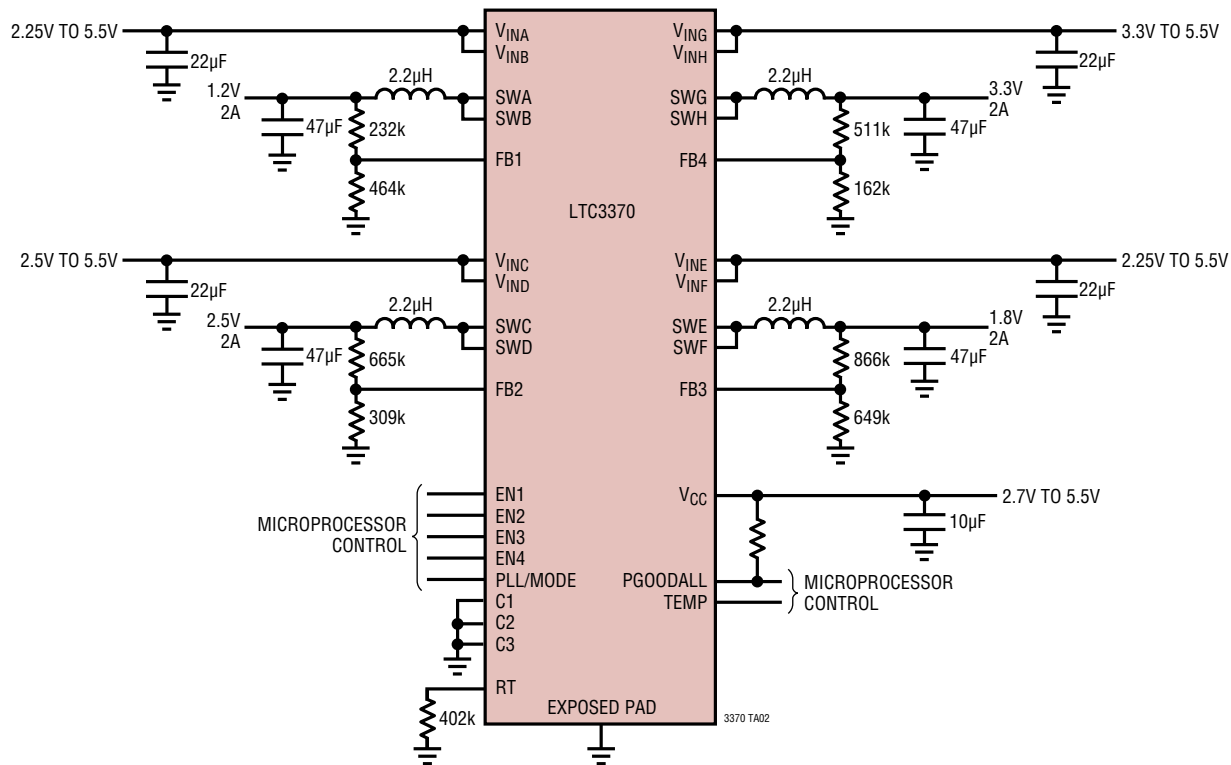 2.25V TO 5.5V
22µF
1.2V
2A
47µF
2.2µH
232k
464k
2.5V TO 5.5V
22µF
2.5V
2A
47µF
2.2µH
665k
309k
MICROPROCESSOR
CONTROL
402k
VINA
VINB
SWA
SWB
FB1
VINC
VIND
SWC
SWD
FB2
EN1
EN2
EN3
EN4
PLL/MODE
C1
C2
C3
RT
LTC3370
EXPOSED PAD
VING
VINH
SWG
SWH
FB4
VINE
VINF
SWE
SWF
FB3
VCC
PGOODALL
TEMP
3.3V TO 5.5V
22µF
2.2µH
3.3V
2A
511k
47µF
162k
2.25V TO 5.5V
22µF
2.2µH
1.8V
2A
866k
47µF
649k
2.7V TO 5.5V
10µF
MICROPROCESSOR
CONTROL
3370 TA02